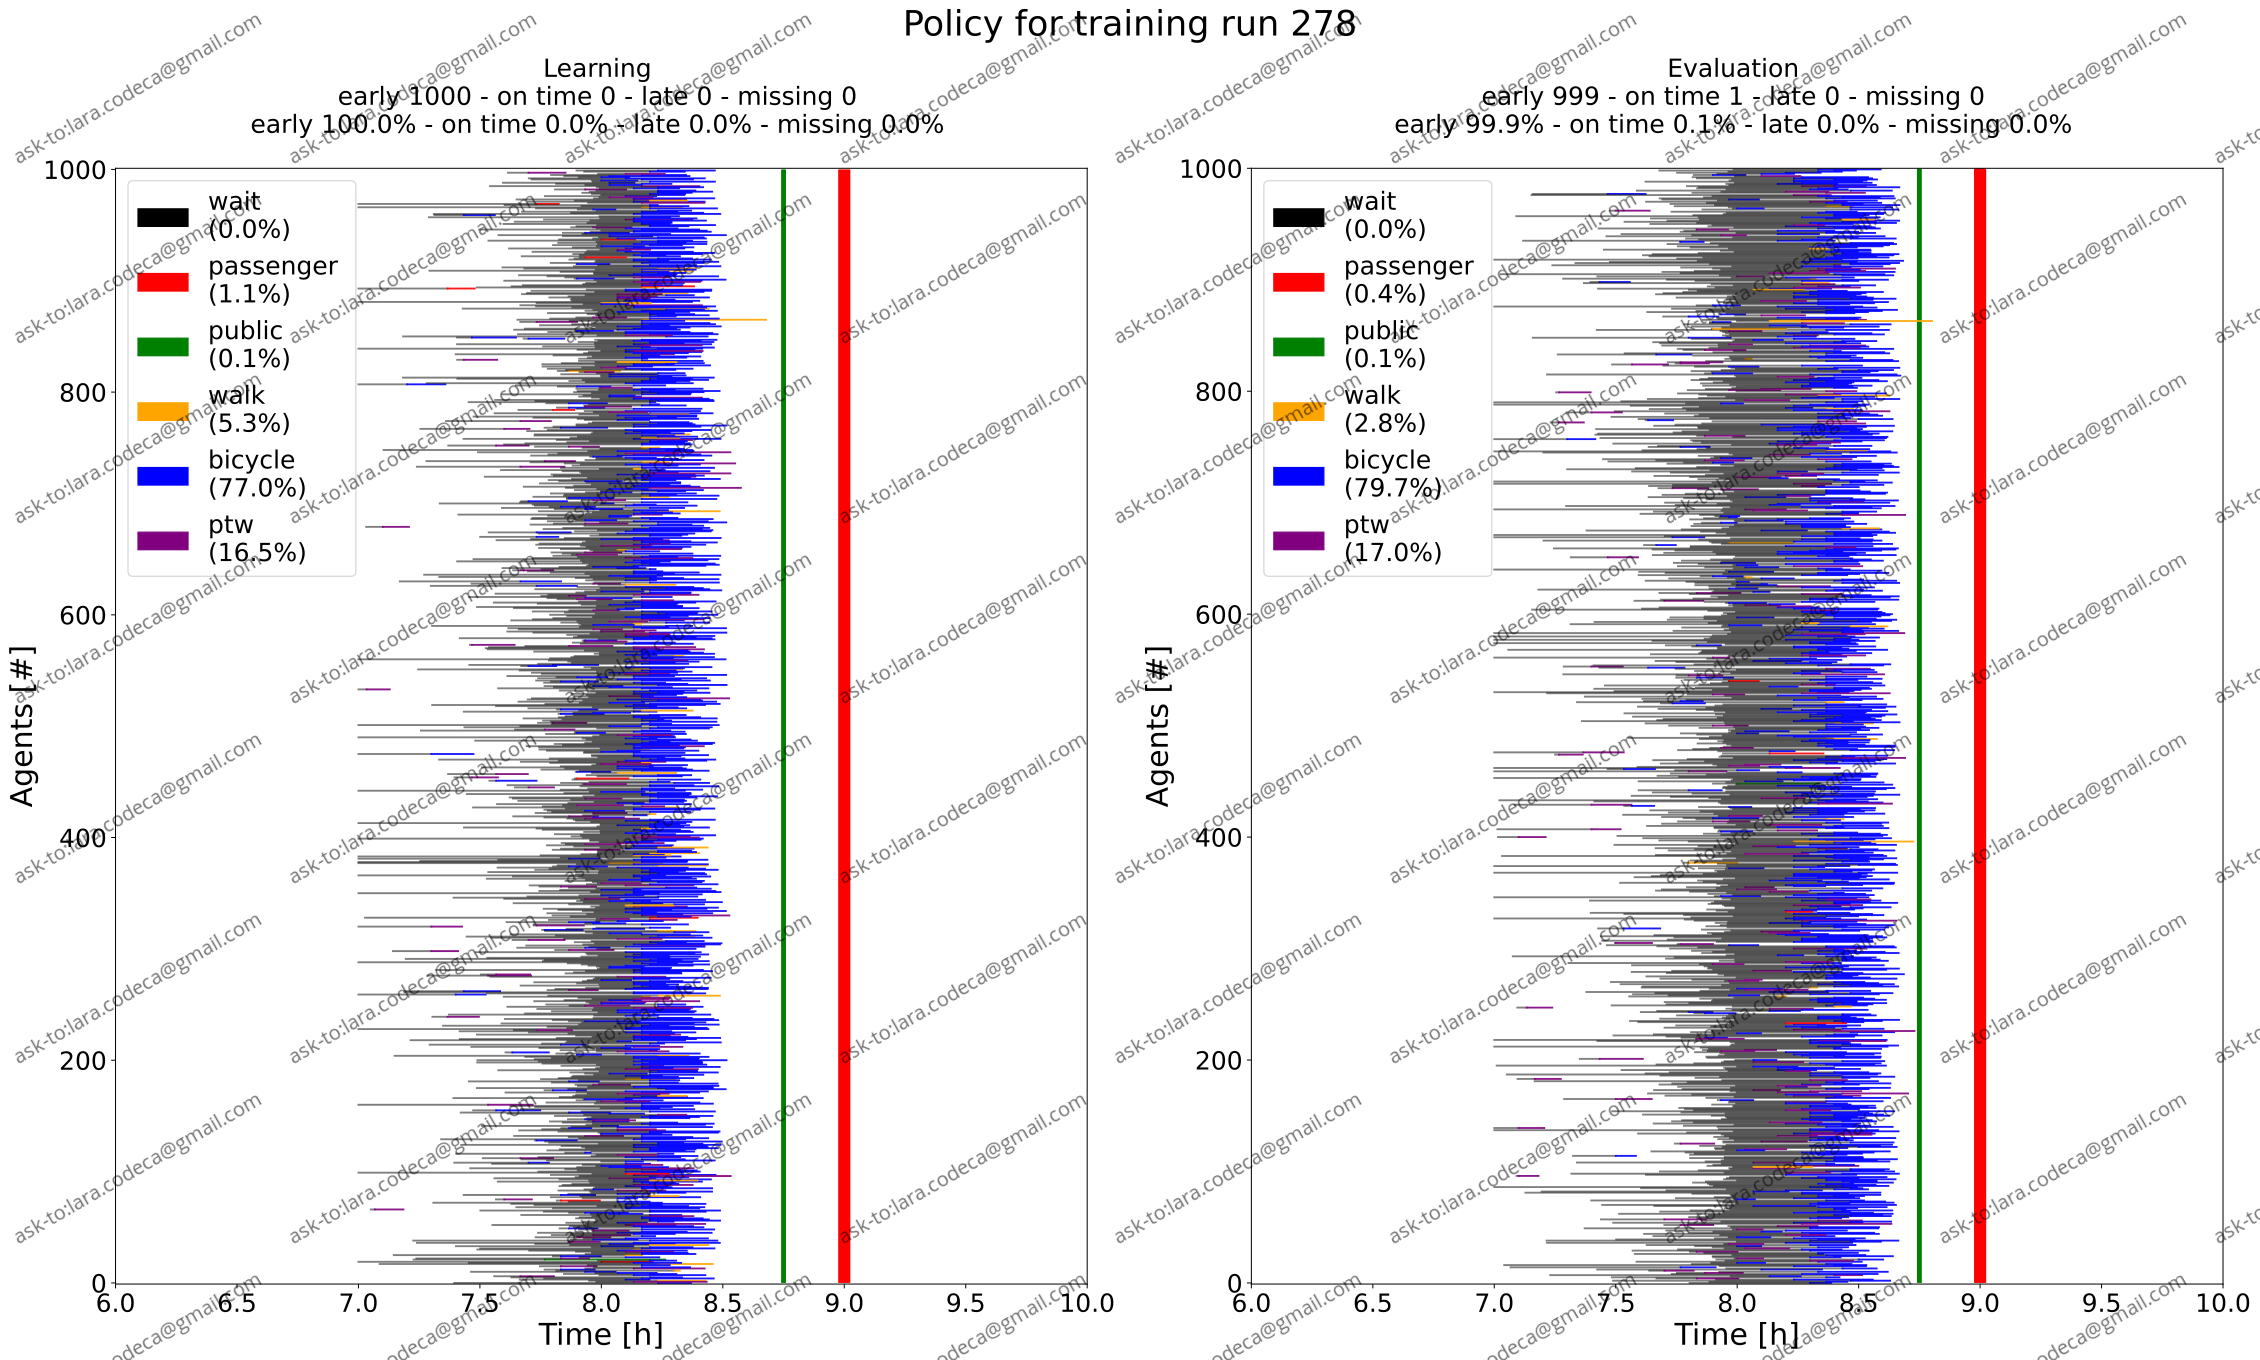 Policy for training run 278
Learning
early 1000 - on time 0 - late 0 - missing 0
early 100.0% - on time 0.0% - late 0.0% - missing 0.0%
1000
800
600
400
200
0
Agents [#]
wait
(0.0%)
passenger
(1.1%)
public
(0.1%)
walk
(5.3%)
bicycle
(77.0%)
ptw
(16.5%)
6.0 6.5 7.0 7.5 8.0 8.5 9.0 9.5 10.0
Time [h]
Evaluation
early 999 - on time 1 - late 0 - missing 0
early 99.9% - on time 0.1% - late 0.0% - missing 0.0%
1000
800
600
400
200
0
Agents [#]
wait
(0.0%)
passenger
(0.4%)
public
(0.1%)
walk
(2.8%)
bicycle
(79.7%)
ptw
(17.0%)
6.0 6.5 7.0 7.5 8.0 8.5 9.0 9.5 10.0
Time [h]
ask-to:lara.codeca@gmail.com